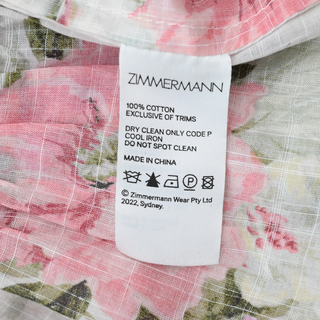 ZIMMERMANN
100% COTTON
EXCLUSIVE OF TRIMS
DRY CLEAN ONLY CODE P
COOL IRON
DO NOT SPOT CLEAN
MADE IN CHINA
© Zimmermann Wear Pty Ltd
2022, Sydney.